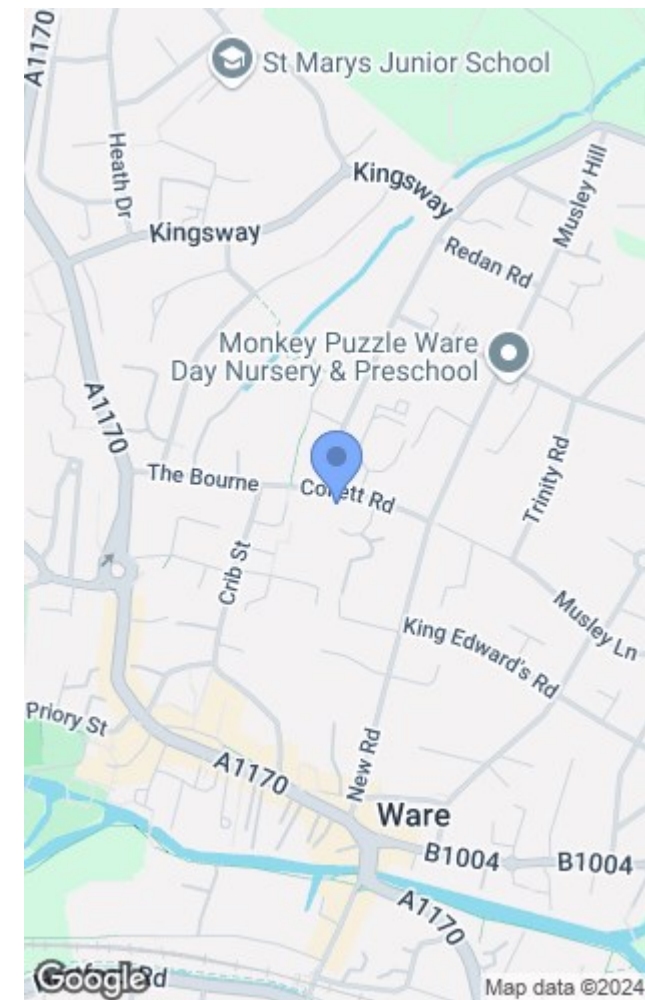 A1170
St Marys Junior School
Heath Dr
Kingsway
Musley Hill
Kingsway
Redan Rd
Monkey Puzzle Ware
Day Nursery & Preschool
A1170
The Bourne
Collett Rd
Trinity Rd
Crib St
Musley Ln
King Edward's Rd
Priory St
New Rd
A1170
Ware
B1004
B1004
A1170
Google
Rd
Map data ©2024